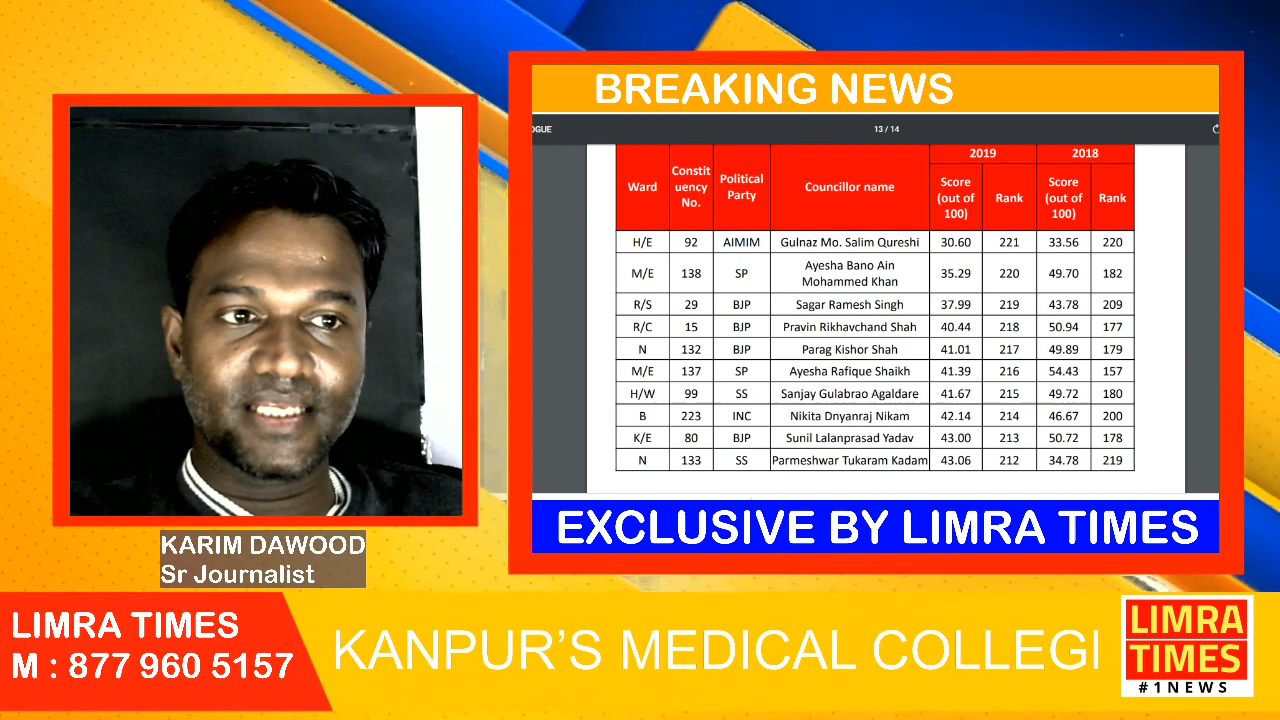 BREAKING NEWS
OGUE 13 / 14
2019 2018
Ward Constit uency No. Political Party Councillor name Score (out of 100) Rank Score (out of 100) Rank
H/E 92 AIMIM Gulnaz Mo. Salim Qureshi 30.60 221 33.56 220
M/E 138 SP Ayesha Bano Ain Mohammed Khan 35.29 220 49.70 182
R/S 29 BJP Sagar Ramesh Singh 37.99 219 43.78 209
R/C 15 BJP Pravin Rikhavchand Shah 40.44 218 50.94 177
N 132 BJP Parag Kishor Shah 41.01 217 49.89 179
M/E 137 SP Ayesha Rafique Shaikh 41.39 216 54.43 157
H/W 99 SS Sanjay Gulabrao Agaldare 41.67 215 49.72 180
B 223 INC Nikita Dnyanraj Nikam 42.14 214 46.67 200
K/E 80 BJP Sunil Lalanprasad Yadav 43.00 213 50.72 178
N 133 SS Parmeshwar Tukaram Kadam 43.06 212 34.78 219
EXCLUSIVE BY LIMRA TIMES
KARIM DAWOOD
Sr Journalist
LIMRA TIMES
M : 877 960 5157
KANPUR’S MEDICAL COLLEG
LIMRA
TIMES
#1NEWS